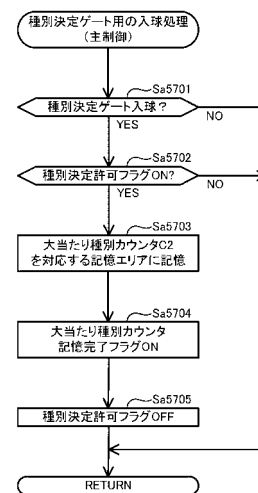 種別決定ゲート用の入球処理
(主制御)
Sa5701
種別決定ゲート入球?
NO
YES
Sa5702
種別決定許可フラグON?
NO
YES
Sa5703
大当たり種別カウンタC2
を対応する記憶エリアに記憶
Sa5704
大当たり種別カウンタ
記憶完了フラグON
Sa5705
種別決定許可フラグOFF
RETURN